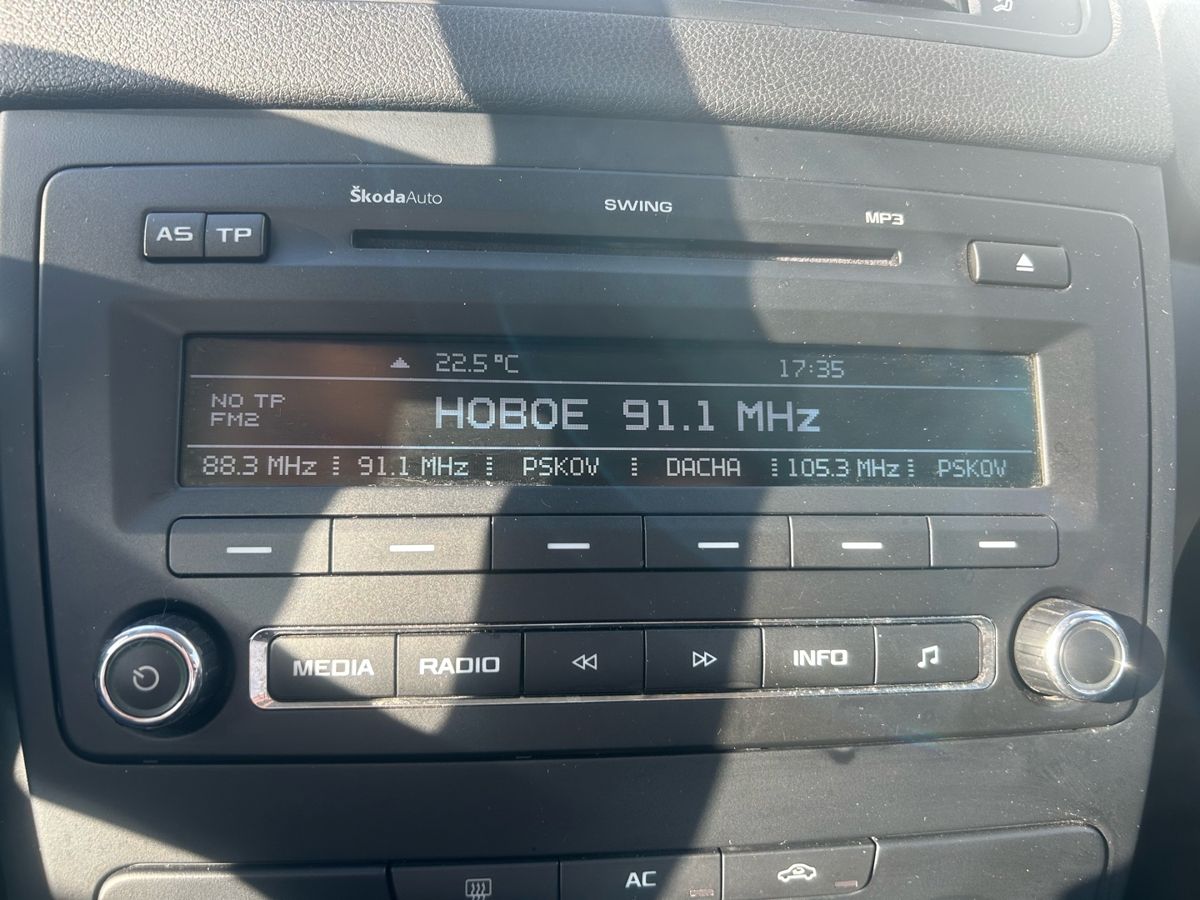 ŠkodaAuto SWING MP3
AS TP
22.5°C 17:35
NO TP
FM2
НОВОЕ 91.1 MHz
88.3 MHz 91.1 MHz PSKOV DACHA 105.3 MHz PSKOV
MEDIA RADIO INFO
AC